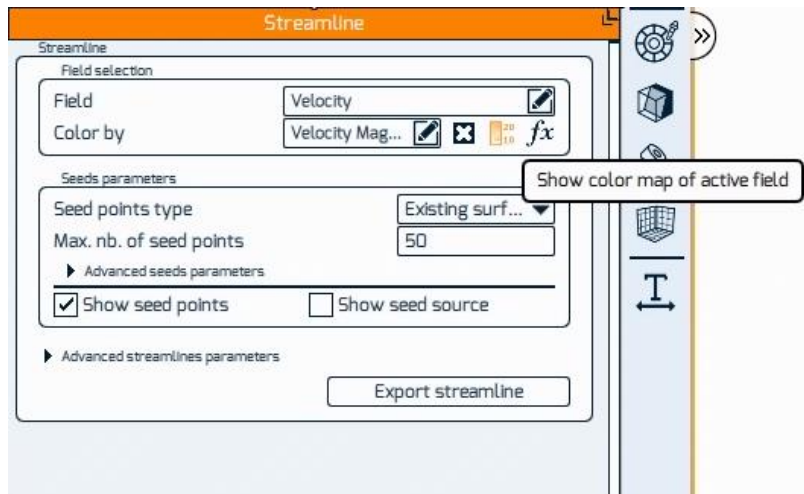 Streamline
Streamline
Field selection
Field
Velocity
Color by
Velocity Mag...
20
10
fx
Show color map of active field
Seeds parameters
Seed points type
Existing surf...
Max. nb. of seed points
50
Advanced seeds parameters
Show seed points
Show seed source
Advanced streamlines parameters
Export streamline
T